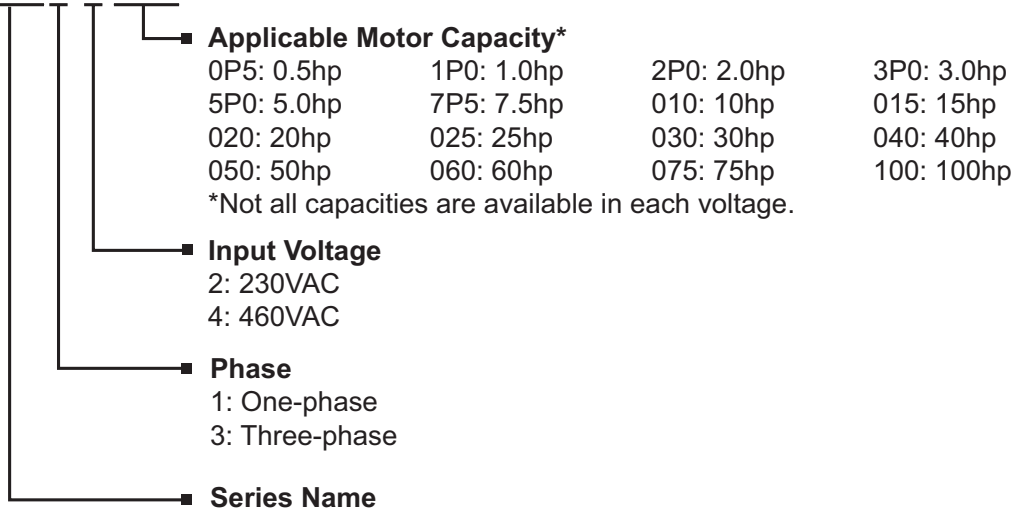 Applicable Motor Capacity*
0P5: 0.5hp 1P0: 1.0hp 2P0: 2.0hp 3P0: 3.0hp
5P0: 5.0hp 7P5: 7.5hp 010: 10hp 015: 15hp
020: 20hp 025: 25hp 030: 30hp 040: 40hp
050: 50hp 060: 60hp 075: 75hp 100: 100hp
*Not all capacities are available in each voltage.
Input Voltage
2: 230VAC
4: 460VAC
Phase
1: One-phase
3: Three-phase
Series Name